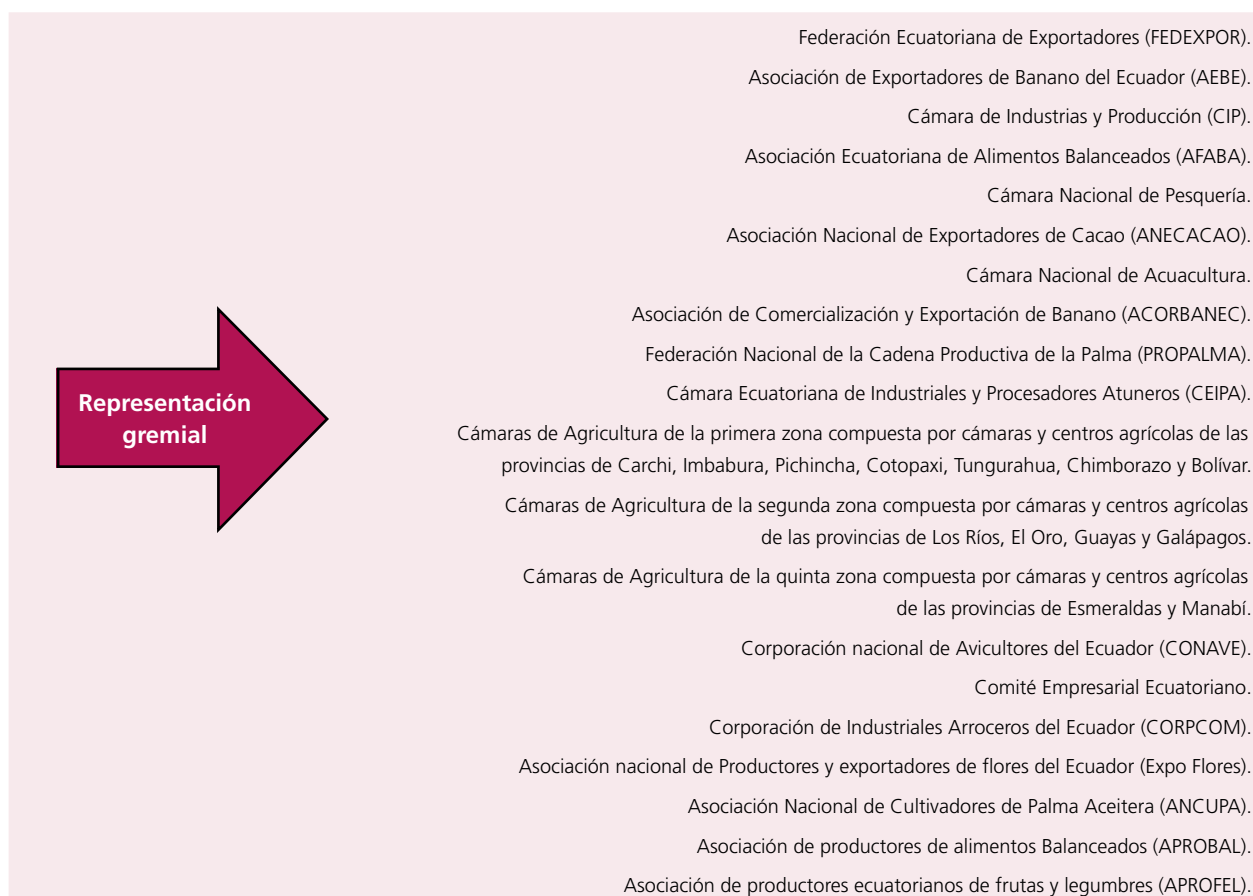 Representación
gremial
Federación Ecuatoriana de Exportadores (FEDEXPOR).
Asociación de Exportadores de Banano del Ecuador (AEBE).
Cámara de Industrias y Producción (CIP).
Asociación Ecuatoriana de Alimentos Balanceados (AFABA).
Cámara Nacional de Pesquería.
Asociación Nacional de Exportadores de Cacao (ANECACAO).
Cámara Nacional de Acuacultura.
Asociación de Comercialización y Exportación de Banano (ACORBANEC).
Federación Nacional de la Cadena Productiva de la Palma (PROPALMA).
Cámara Ecuatoriana de Industriales y Procesadores Atuneros (CEIPA).
Cámaras de Agricultura de la primera zona compuesta por cámaras y centros agrícolas de las
provincias de Carchi, Imbabura, Pichincha, Cotopaxi, Tungurahua, Chimborazo y Bolívar.
Cámaras de Agricultura de la segunda zona compuesta por cámaras y centros agrícolas
de las provincias de Los Ríos, El Oro, Guayas y Galápagos.
Cámaras de Agricultura de la quinta zona compuesta por cámaras y centros agrícolas
de las provincias de Esmeraldas y Manabí.
Corporación nacional de Avicultores del Ecuador (CONAVE).
Comité Empresarial Ecuatoriano.
Corporación de Industriales Arroceros del Ecuador (CORPCOM).
Asociación nacional de Productores y exportadores de flores del Ecuador (Expo Flores).
Asociación Nacional de Cultivadores de Palma Aceitera (ANCUPA).
Asociación de productores de alimentos Balanceados (APROBAL).
Asociación de productores ecuatorianos de frutas y legumbres (APROFEL).